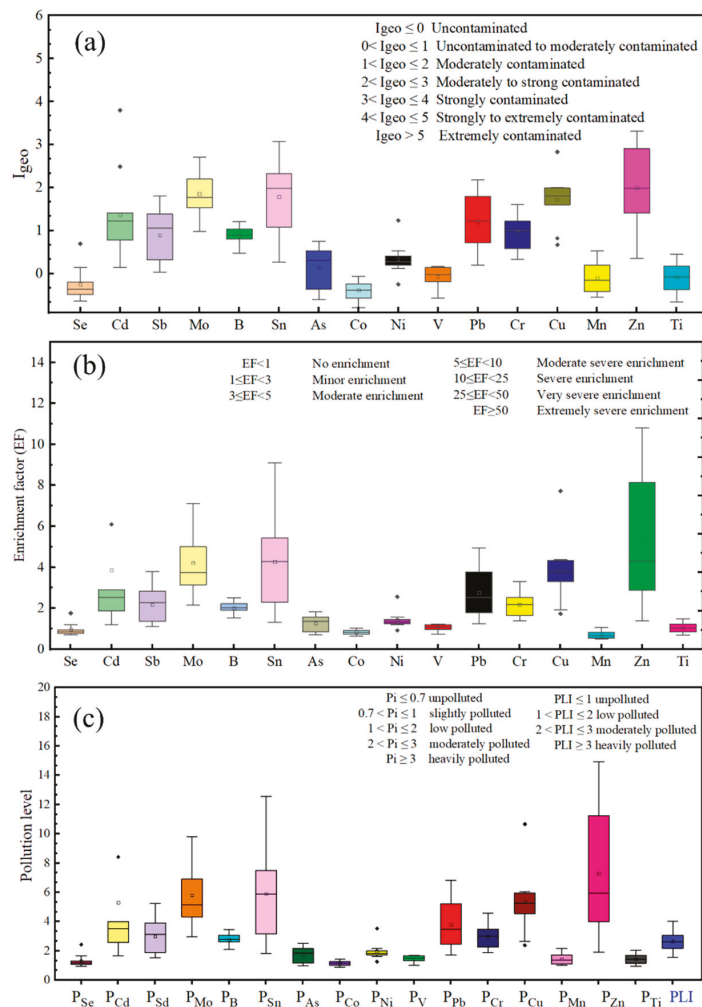 (a)
Igeo ≤ 0 Uncontaminated
0< Igeo ≤ 1 Uncontaminated to moderately contaminated
1< Igeo ≤ 2 Moderately contaminated
2< Igeo ≤ 3 Moderately to strong contaminated
3< Igeo ≤ 4 Strongly contaminated
4< Igeo ≤ 5 Strongly to extremely contaminated
Igeo > 5 Extremely contaminated
Igeo
6
5
4
3
2
1
0
Se Cd Sb Mo B Sn As Co Ni V Pb Cr Cu Mn Zn Ti
(b)
EF<1 No enrichment
1≤EF<3 Minor enrichment
3≤EF<5 Moderate enrichment
5≤EF<10 Moderate severe enrichment
10≤EF<25 Severe enrichment
25≤EF<50 Very severe enrichment
EF≥50 Extremely severe enrichment
Enrichment factor (EF)
14
12
10
8
6
4
2
0
Se Cd Sb Mo B Sn As Co Ni V Pb Cr Cu Mn Zn Ti
(c)
Pi ≤ 0.7 unpolluted
0.7 < Pi ≤ 1 slightly polluted
1 < Pi ≤ 2 low polluted
2 < Pi ≤ 3 moderately polluted
Pi ≥ 3 heavily polluted
PLI ≤ 1 unpolluted
1 < PLI ≤ 2 low polluted
2 < PLI ≤ 3 moderately polluted
PLI ≥ 3 heavily polluted
Pollution level
20
18
16
14
12
10
8
6
4
2
0
PSe PCd PSd PMo PB PSn PAs PCo PNi PV PPb PCr PCu PMn PZn PTi PLI